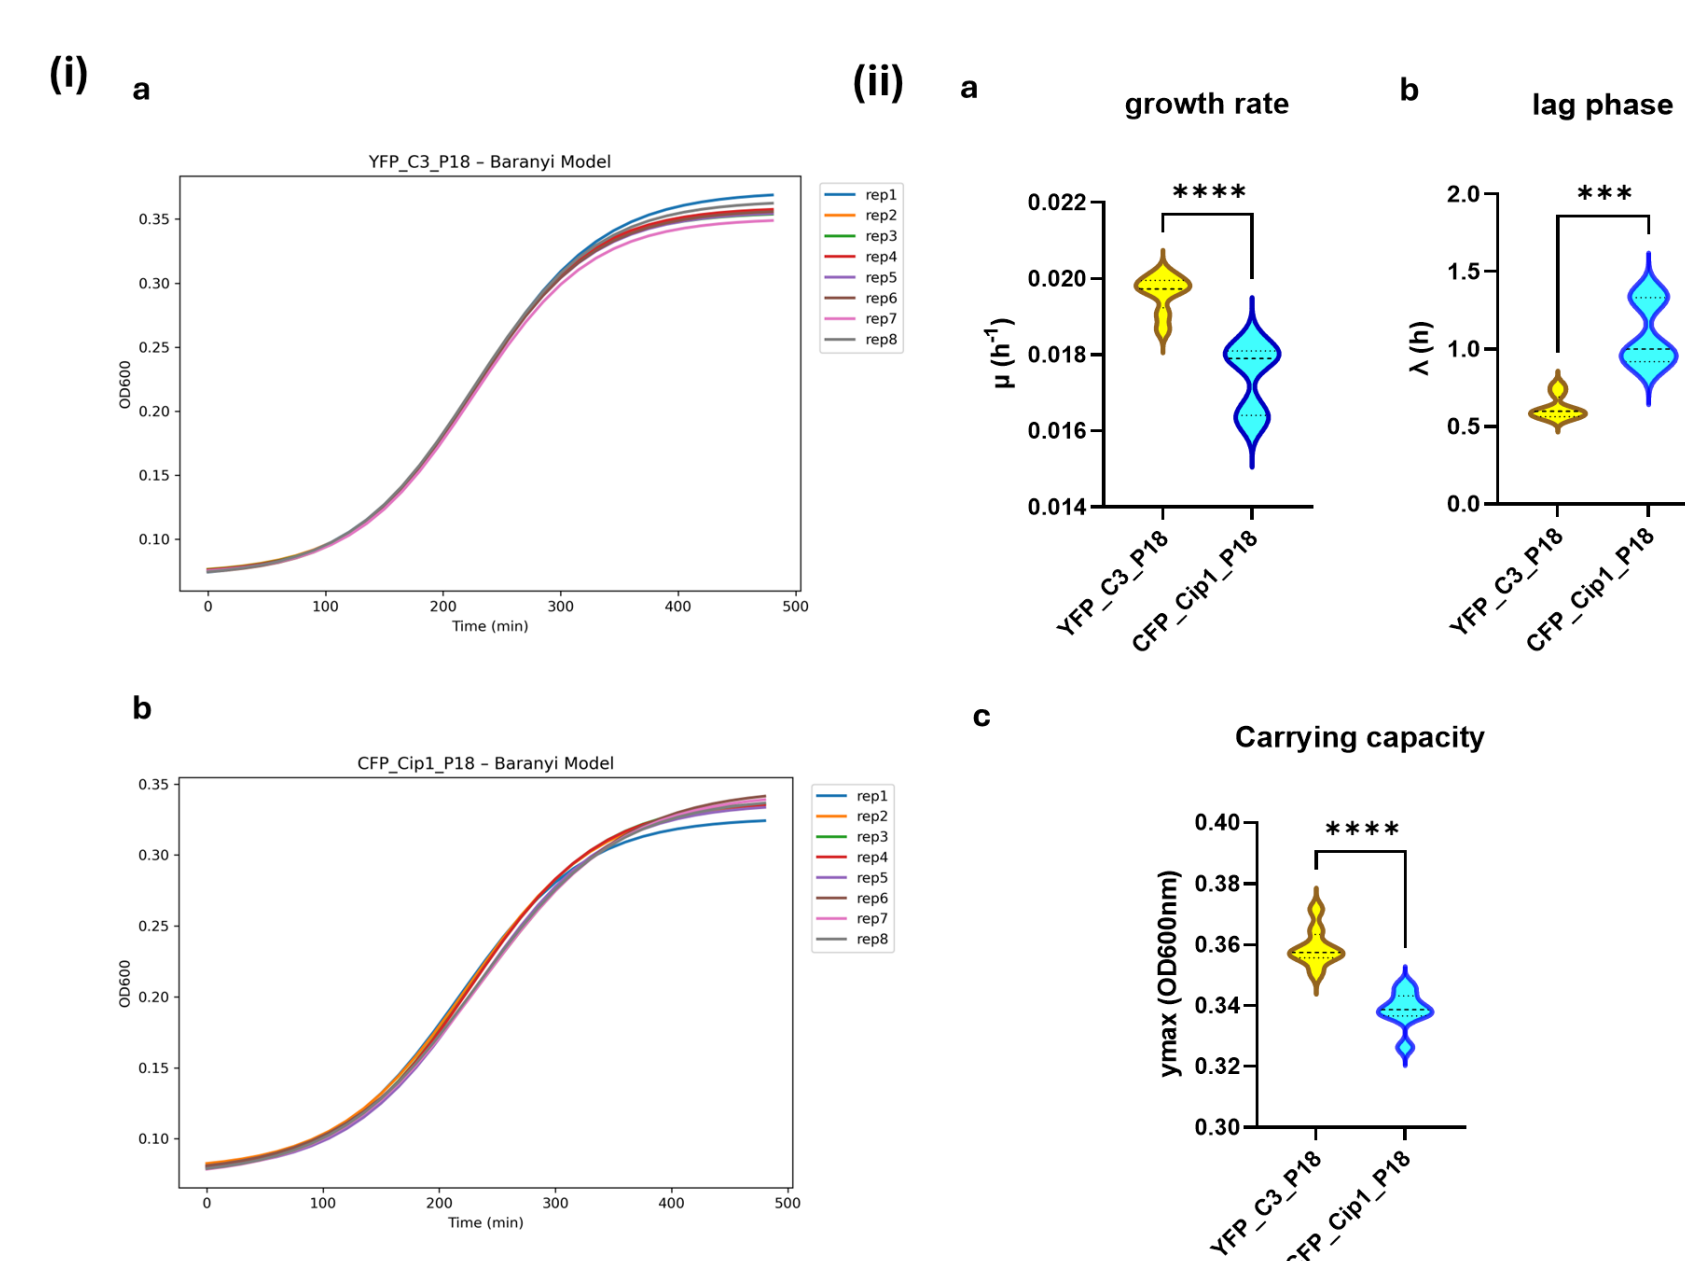 (i)
a
YFP_C3_P18 – Baranyi Model
OD600
0.35
0.30
0.25
0.20
0.15
0.10
0 100 200 300 400 500
Time (min)
rep1
rep2
rep3
rep4
rep5
rep6
rep7
rep8
b
CFP_Cip1_P18 – Baranyi Model
OD600
0.35
0.30
0.25
0.20
0.15
0.10
0 100 200 300 400 500
Time (min)
rep1
rep2
rep3
rep4
rep5
rep6
rep7
rep8
(ii)
a
growth rate
µ (h-1)
0.022
0.020
0.018
0.016
0.014
****
YFP_C3_P18
CFP_Cip1_P18
b
lag phase
λ (h)
2.0
1.5
1.0
0.5
0.0
***
YFP_C3_P18
CFP_Cip1_P18
c
Carrying capacity
ymax (OD600nm)
0.40
0.38
0.36
0.34
0.32
0.30
****
YFP_C3_P18
CFP_Cip1_P18